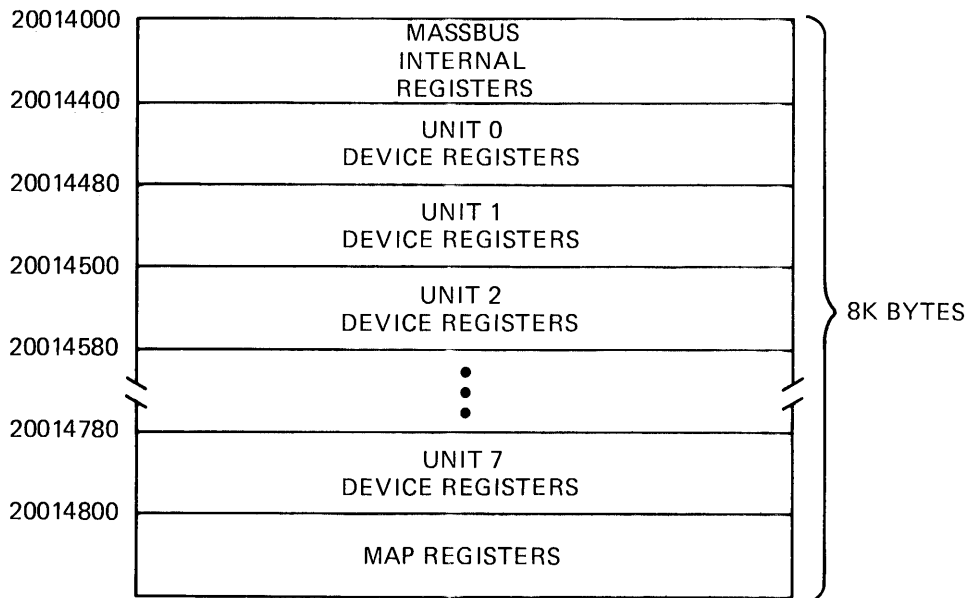 20014000
MASSBUS
INTERNAL
REGISTERS
20014400
UNIT 0
DEVICE REGISTERS
20014480
UNIT 1
DEVICE REGISTERS
20014500
UNIT 2
DEVICE REGISTERS
8K BYTES
20014580
20014780
UNIT 7
DEVICE REGISTERS
20014800
MAP REGISTERS